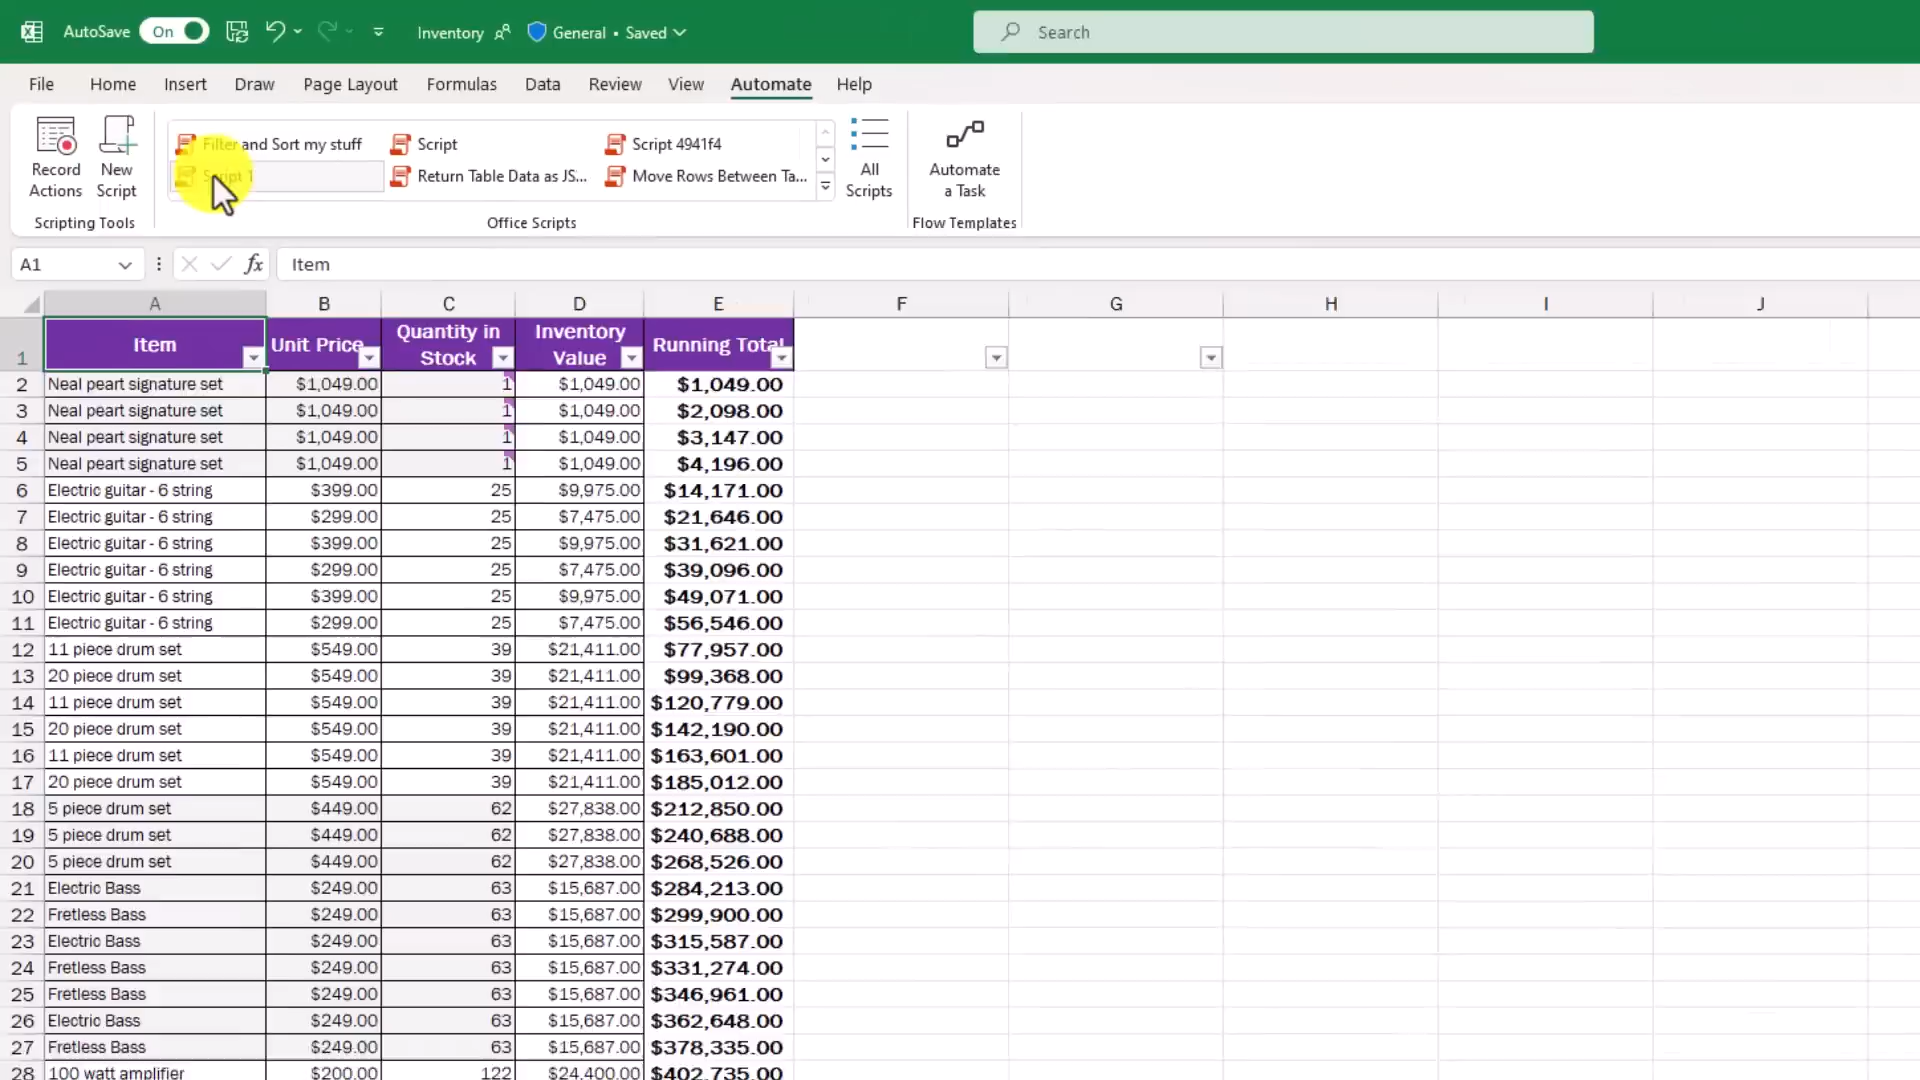 AutoSave On Inventory General • Saved Search
File Home Insert Draw Page Layout Formulas Data Review View Automate Help
Record Actions
New Script
Filter and Sort my stuff
Script
Script 4941f4
Script 1
Return Table Data as JS...
Move Rows Between Ta...
All Scripts
Automate a Task
Scripting Tools
Office Scripts
Flow Templates
A1 fx Item
A B C D E F G H I J
1 Item Unit Price Quantity in Stock Inventory Value Running Total
2 Neal peart signature set $1,049.00 1 $1,049.00 $1,049.00
3 Neal peart signature set $1,049.00 1 $1,049.00 $2,098.00
4 Neal peart signature set $1,049.00 1 $1,049.00 $3,147.00
5 Neal peart signature set $1,049.00 1 $1,049.00 $4,196.00
6 Electric guitar - 6 string $399.00 25 $9,975.00 $14,171.00
7 Electric guitar - 6 string $299.00 25 $7,475.00 $21,646.00
8 Electric guitar - 6 string $399.00 25 $9,975.00 $31,621.00
9 Electric guitar - 6 string $299.00 25 $7,475.00 $39,096.00
10 Electric guitar - 6 string $399.00 25 $9,975.00 $49,071.00
11 Electric guitar - 6 string $299.00 25 $7,475.00 $56,546.00
12 11 piece drum set $549.00 39 $21,411.00 $77,957.00
13 20 piece drum set $549.00 39 $21,411.00 $99,368.00
14 11 piece drum set $549.00 39 $21,411.00 $120,779.00
15 20 piece drum set $549.00 39 $21,411.00 $142,190.00
16 11 piece drum set $549.00 39 $21,411.00 $163,601.00
17 20 piece drum set $549.00 39 $21,411.00 $185,012.00
18 5 piece drum set $449.00 62 $27,838.00 $212,850.00
19 5 piece drum set $449.00 62 $27,838.00 $240,688.00
20 5 piece drum set $449.00 62 $27,838.00 $268,526.00
21 Electric Bass $249.00 63 $15,687.00 $284,213.00
22 Fretless Bass $249.00 63 $15,687.00 $299,900.00
23 Electric Bass $249.00 63 $15,687.00 $315,587.00
24 Fretless Bass $249.00 63 $15,687.00 $331,274.00
25 Fretless Bass $249.00 63 $15,687.00 $346,961.00
26 Electric Bass $249.00 63 $15,687.00 $362,648.00
27 Fretless Bass $249.00 63 $15,687.00 $378,335.00
28 100 watt amplifier $200.00 122 $24,400.00 $402,735.00